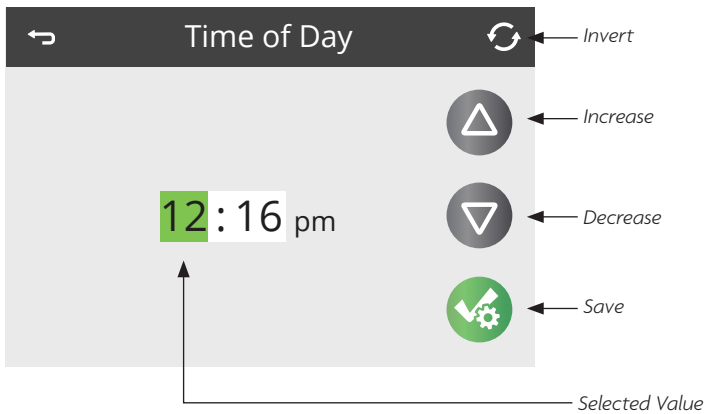 Time of Day
Invert
Increase
12 : 16 pm
Decrease
Save
Selected Value